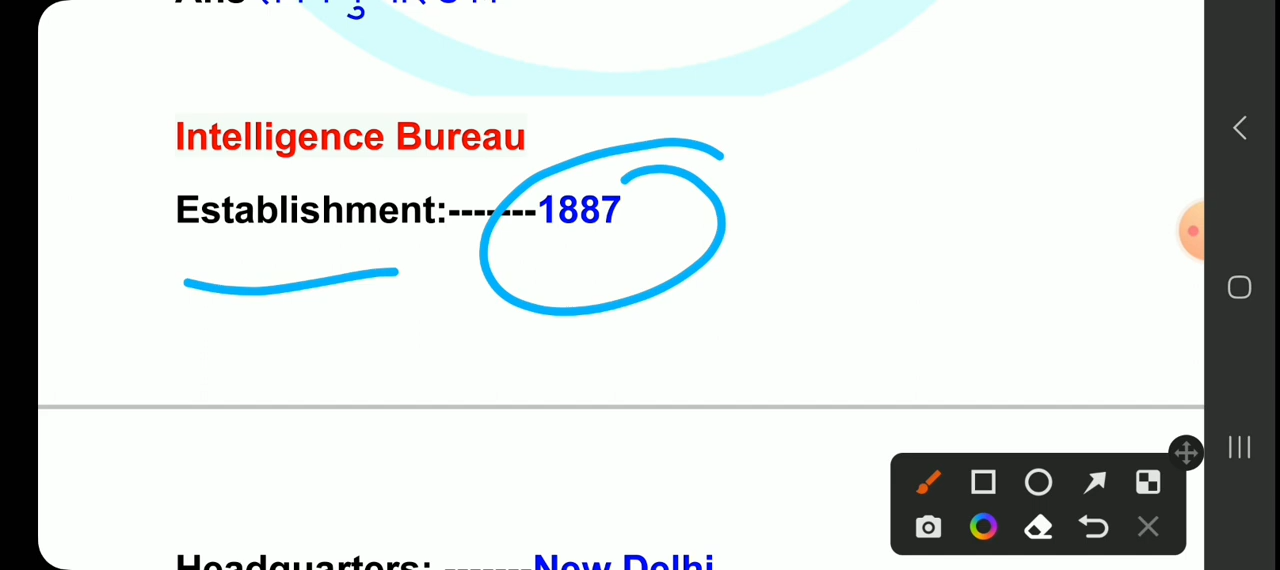 Intelligence Bureau
Establishment:-------1887
Headquarters: -------New Delhi